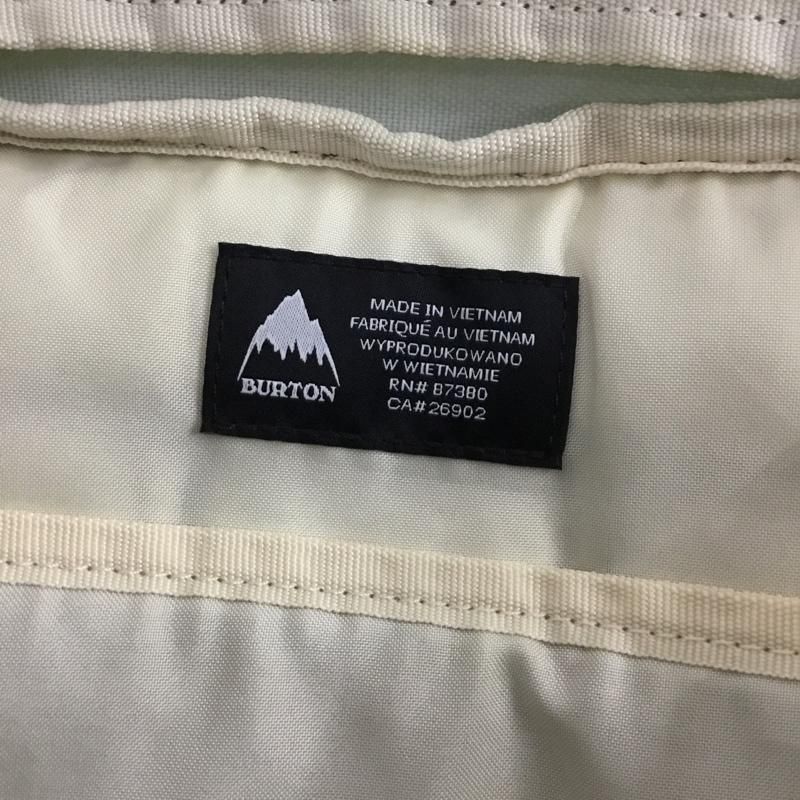 BURTON
MADE IN VIETNAM
FABRIQUÉ AU VIETNAM
WYPRODUKOWANO
W WIETNAMIE
RN# 87380
CA#26902